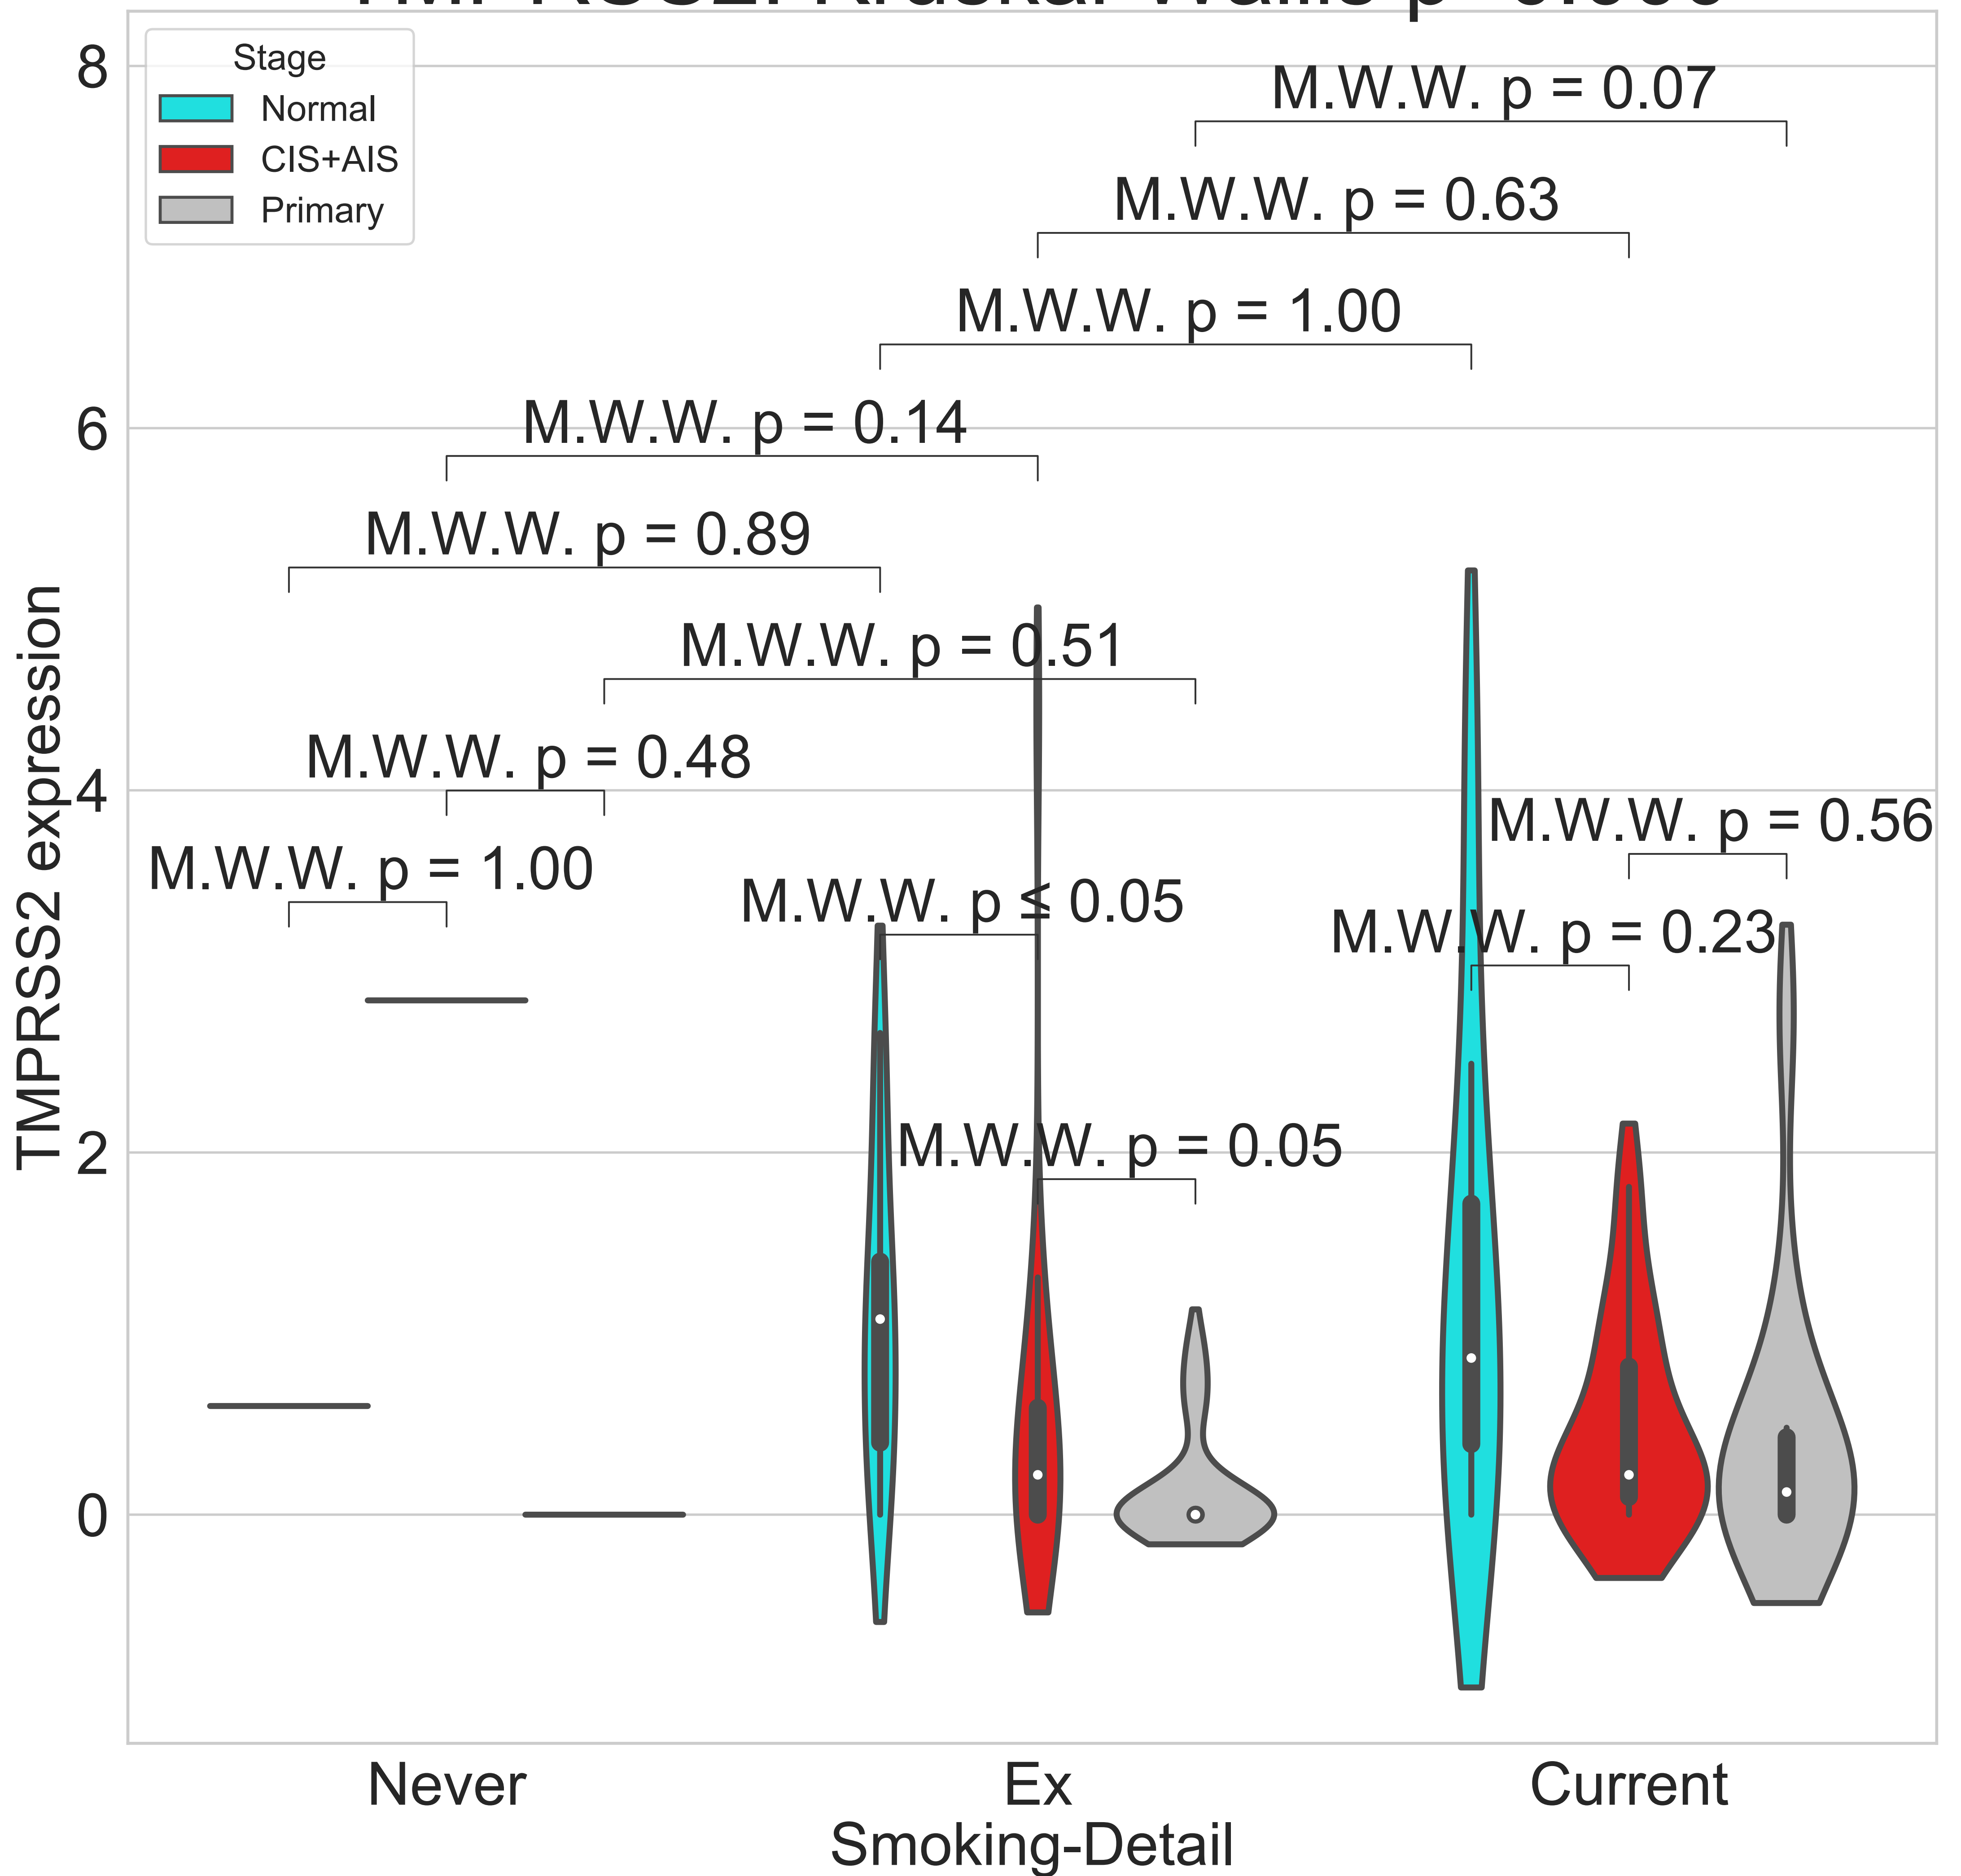 Stage
Normal
CIS+AIS
Primary
8
6
4
2
0
TMPRSS2 expression
M.W.W. p = 0.07
M.W.W. p = 0.63
M.W.W. p = 1.00
M.W.W. p = 0.14
M.W.W. p = 0.89
M.W.W. p = 0.51
M.W.W. p = 0.48
M.W.W. p = 0.56
M.W.W. p = 1.00
M.W.W. p ≤ 0.05
M.W.W. p = 0.23
M.W.W. p = 0.05
Never
Ex
Current
Smoking-Detail